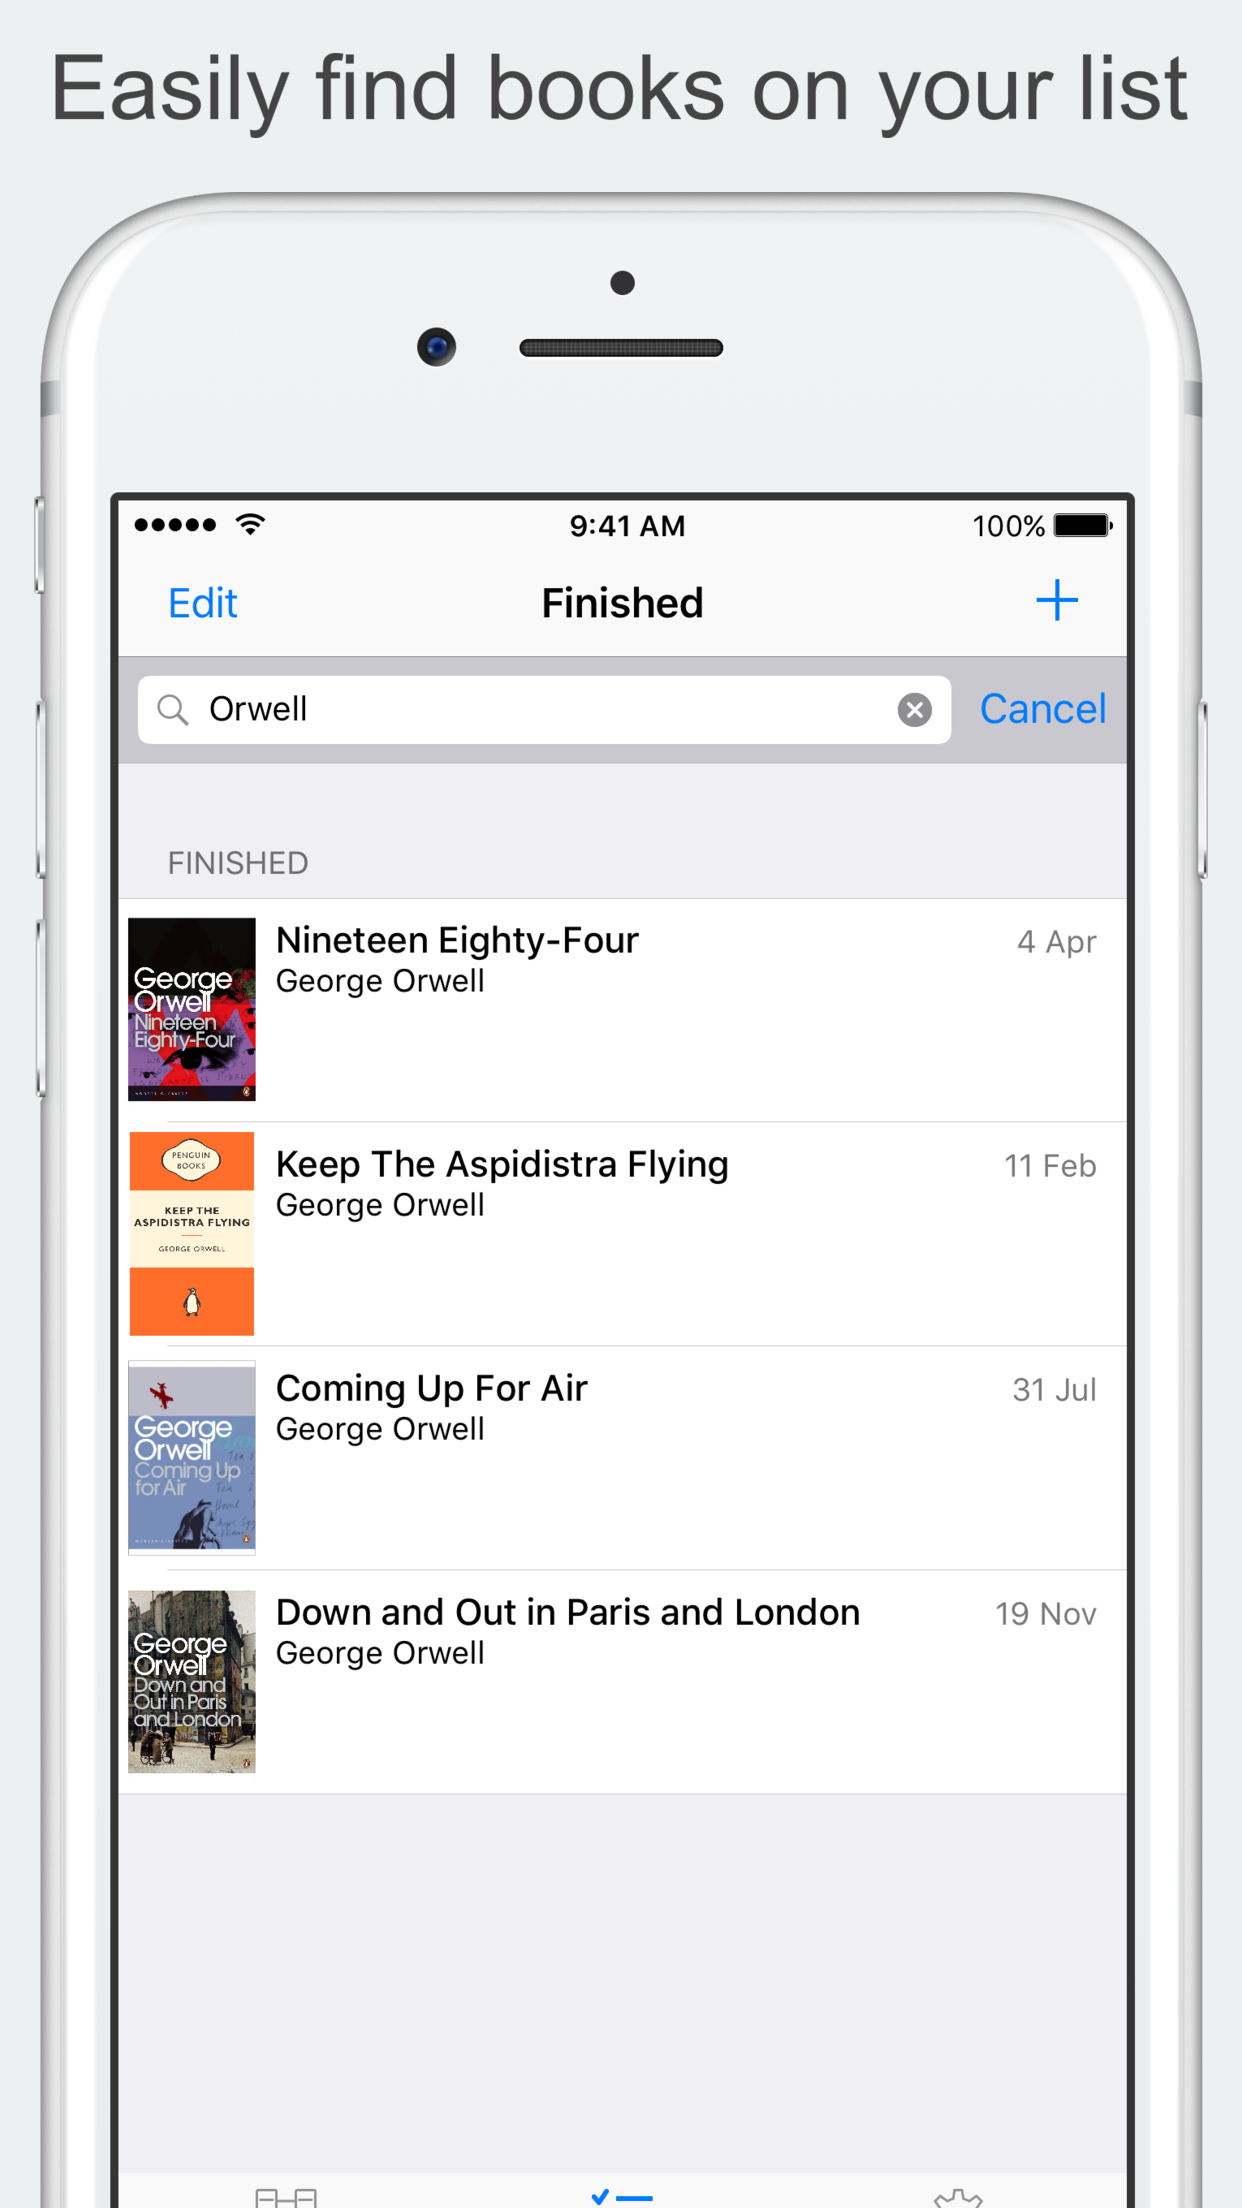 Easily find books on your list
9:41 AM
100%
Edit
Finished
Orwell
Cancel
FINISHED
George
Orwell
Nineteen
Eighty-Four
Nineteen Eighty-Four
George Orwell
4 Apr
PENGUIN
BOOKS
KEEP THE
ASPIDISTRA FLYING
GEORGE ORWELL
Keep The Aspidistra Flying
George Orwell
11 Feb
George
Orwell
Coming Up
for Air
Coming Up For Air
George Orwell
31 Jul
George
Orwell
Down and
Out in Paris
and London
Down and Out in Paris and London
George Orwell
19 Nov